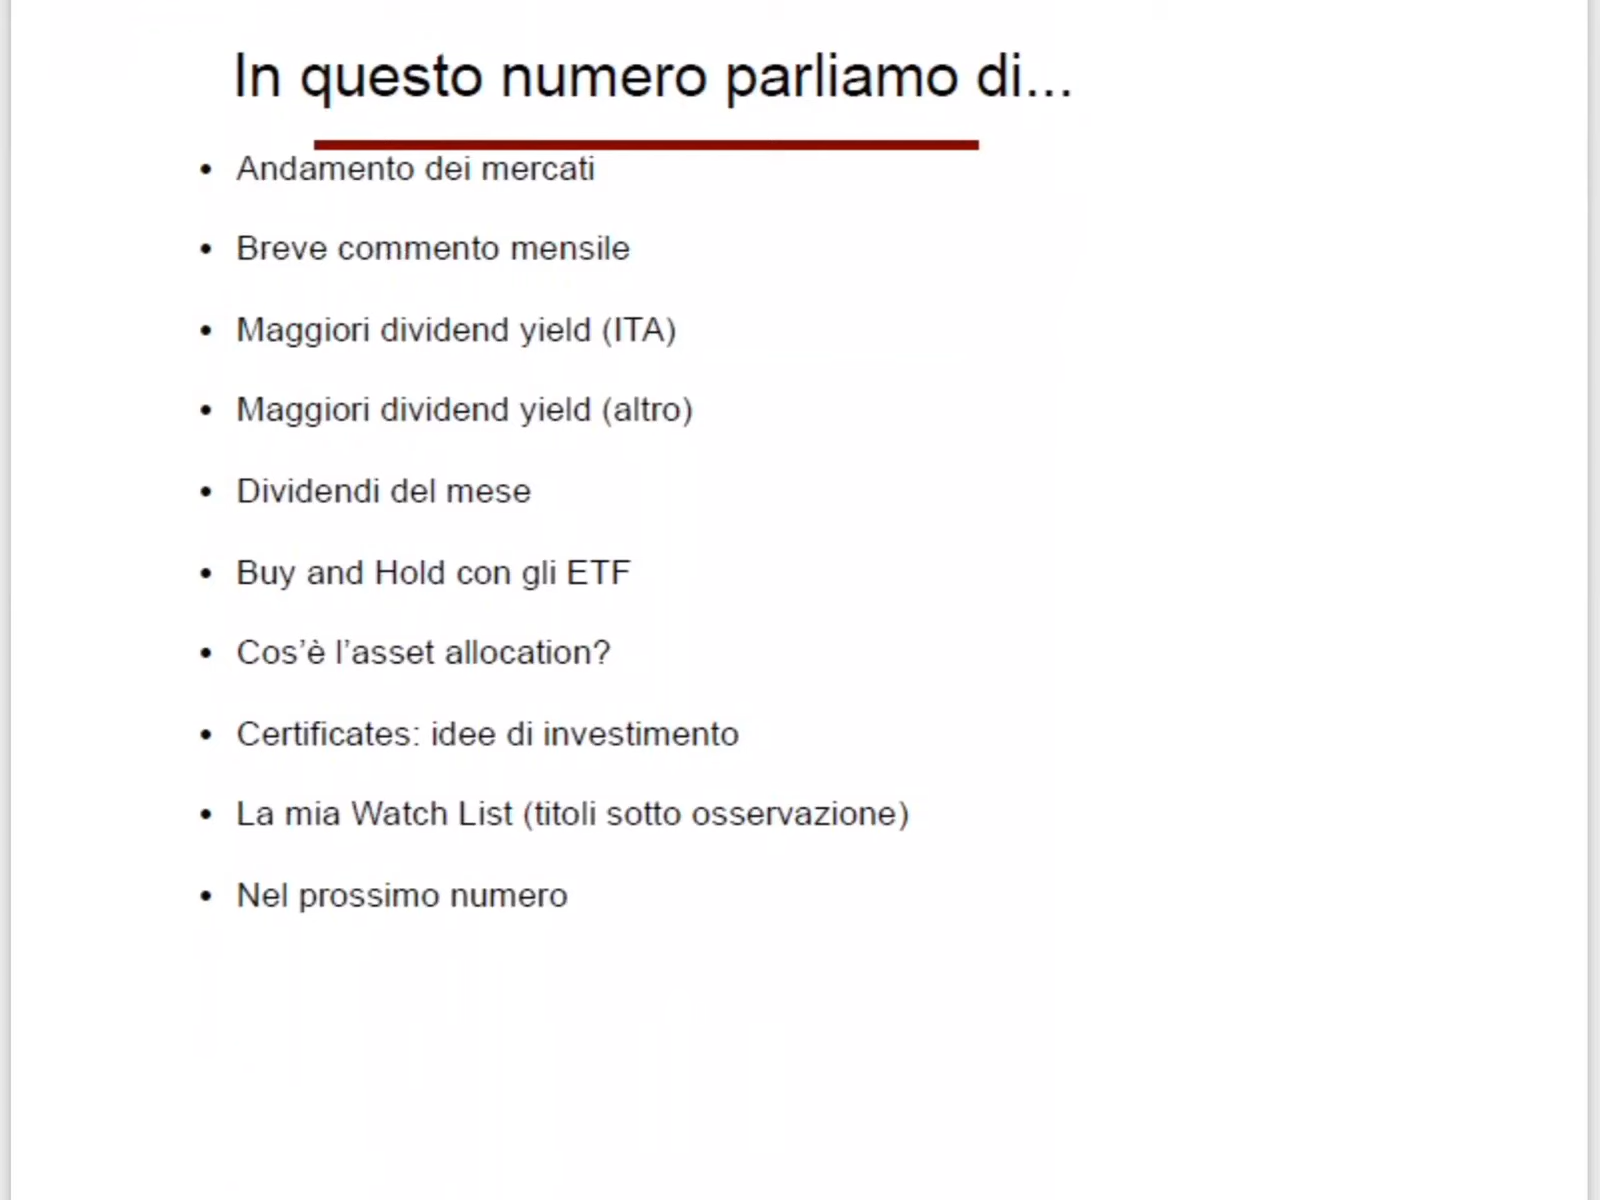 In questo numero parliamo di...
• Andamento dei mercati
• Breve commento mensile
• Maggiori dividend yield (ITA)
• Maggiori dividend yield (altro)
• Dividendi del mese
• Buy and Hold con gli ETF
• Cos’è l’asset allocation?
• Certificates: idee di investimento
• La mia Watch List (titoli sotto osservazione)
• Nel prossimo numero